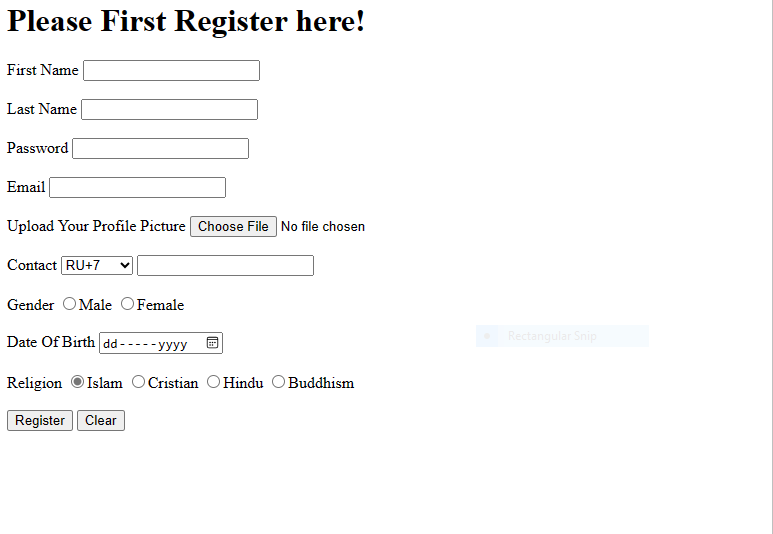 Please First Register here!
First Name
Last Name
Password
Email
Upload Your Profile Picture Choose File No file chosen
Contact RU+7
Gender Male Female
Date Of Birth dd-----yyyy
Rectangular Snip
Religion Islam Cristian Hindu Buddhism
Register Clear